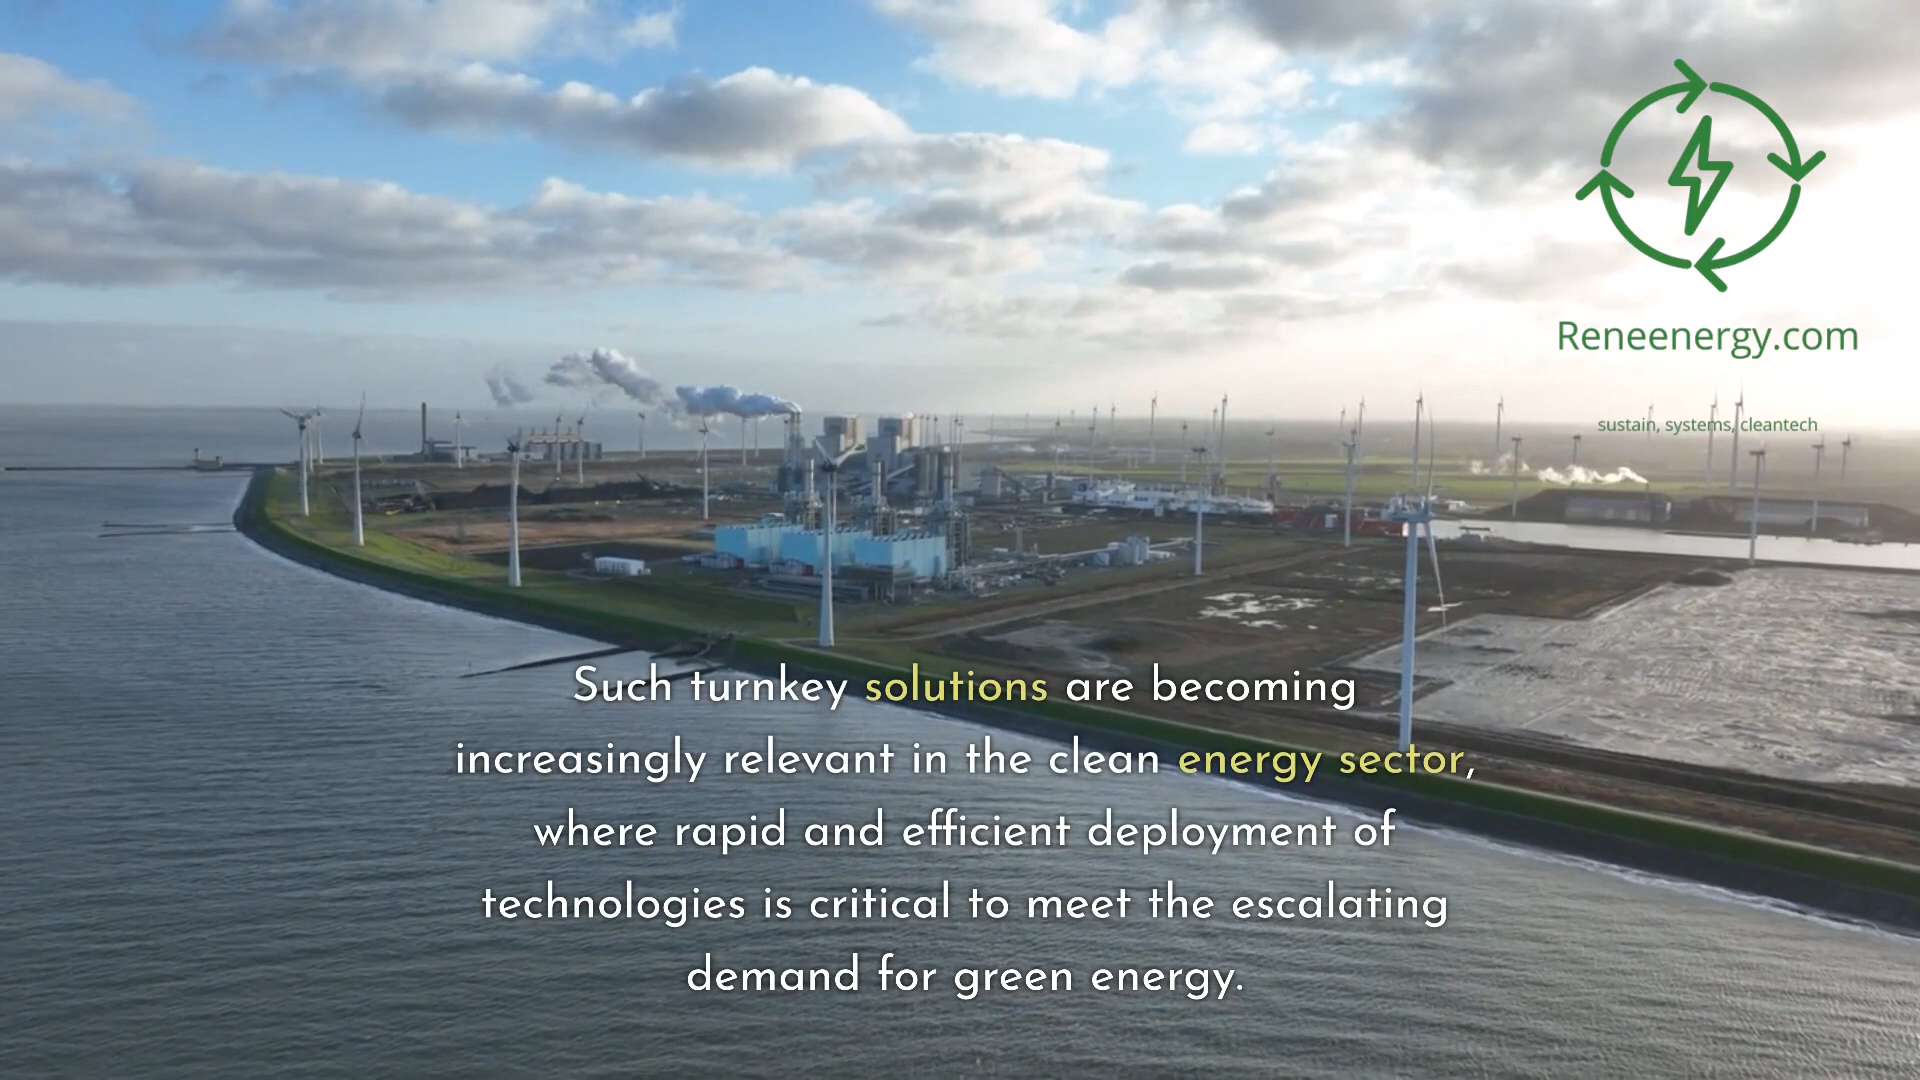 Reneenergy.com
sustain, systems, cleantech
Such turnkey solutions are becoming
increasingly relevant in the clean energy sector,
where rapid and efficient deployment of
technologies is critical to meet the escalating
demand for green energy.